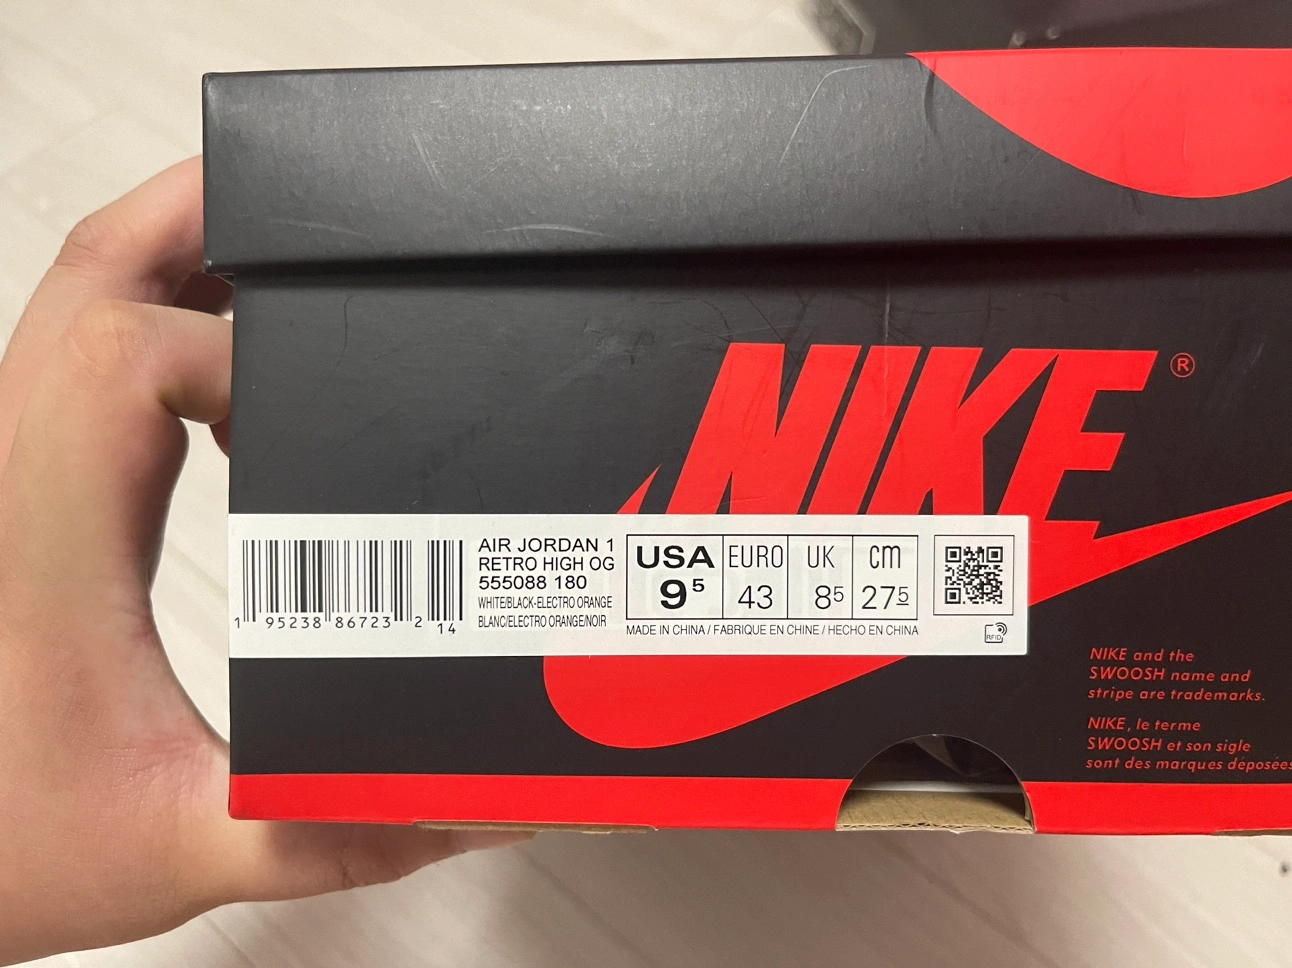 NIKE®
1 95238 86723 2 14
AIR JORDAN 1
RETRO HIGH OG
555088 180
WHITE/BLACK-ELECTRO ORANGE
BLANC/ELECTRO ORANGE/NOIR
USA EURO UK cm
9⁵ 43 8⁵ 27⁵
MADE IN CHINA / FABRIQUE EN CHINE / HECHO EN CHINA
RFID
NIKE and the
SWOOSH name and
stripe are trademarks.
NIKE, le terme
SWOOSH et son sigle
sont des marques déposées